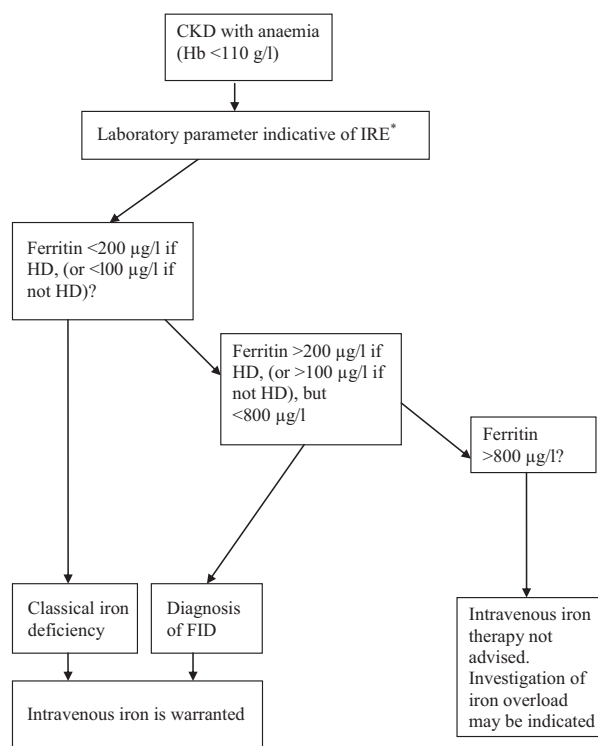 CKD with anaemia
(Hb <110 g/l)
Laboratory parameter indicative of IRE*
Ferritin <200 µg/l if
HD, (or <l00 µg/l if
not HD)?
Ferritin >200 µg/l if
HD, (or >100 µg/l if
not HD), but
<800 µg/l
Ferritin
>800 µg/l?
Classical iron
deficiency
Diagnosis
of FID
Intravenous iron
therapy not
advised.
Investigation of
iron overload
may be indicated
Intravenous iron is warranted